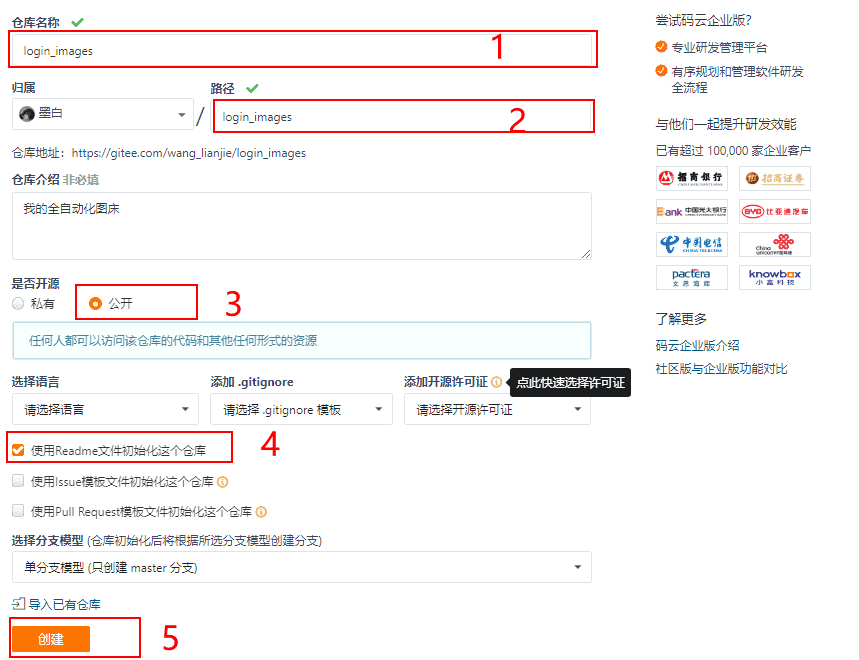 仓库名称
login_images
1
归属
路径
墨白
/
login_images
2
仓库地址: https://gitee.com/wang_lianjie/login_images
仓库介绍 非必填
我的全自动化图床
是否开源
私有
公开
3
任何人都可以访问该仓库的代码和其他任何形式的资源
选择语言
添加 .gitignore
添加开源许可证
点此快速选择许可证
请选择语言
请选择 .gitignore 模板
请选择开源许可证
4
使用Readme文件初始化这个仓库
使用Issue模板文件初始化这个仓库
使用Pull Request模板文件初始化这个仓库
选择分支模型 (仓库初始化后将根据所选分支模型创建分支)
单分支模型 (只创建 master 分支)
导入已有仓库
创建
5
尝试码云企业版?
专业研发管理平台
有序规划和管理软件研发
全流程
与他们一起提升研发效能
已有超过 100,000 家企业客户
招商银行
CHINA MERCHANTS BANK
招商证券
Bank 中国光大银行
BYD 比亚迪汽车
中国电信
CHINA TELECOM
China
unicom中国联通
pactera
文思海辉
knowbox
小盒科技
了解更多
码云企业版介绍
社区版与企业版功能对比